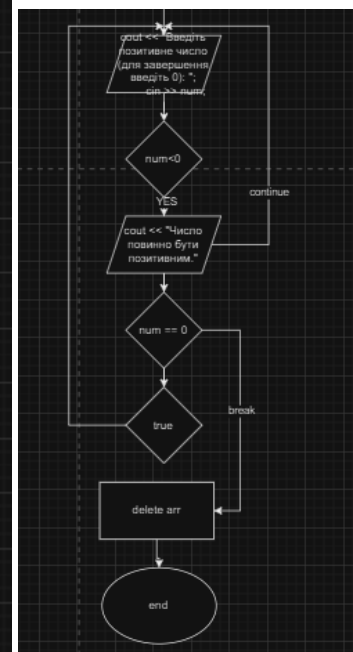 cout << "Введіть
позитивне число
(для завершення
введіть 0): ";
cin >> num;
num<0
YES
continue
cout << "Число
повинно бути
позитивним."
num == 0
break
true
delete arr
end